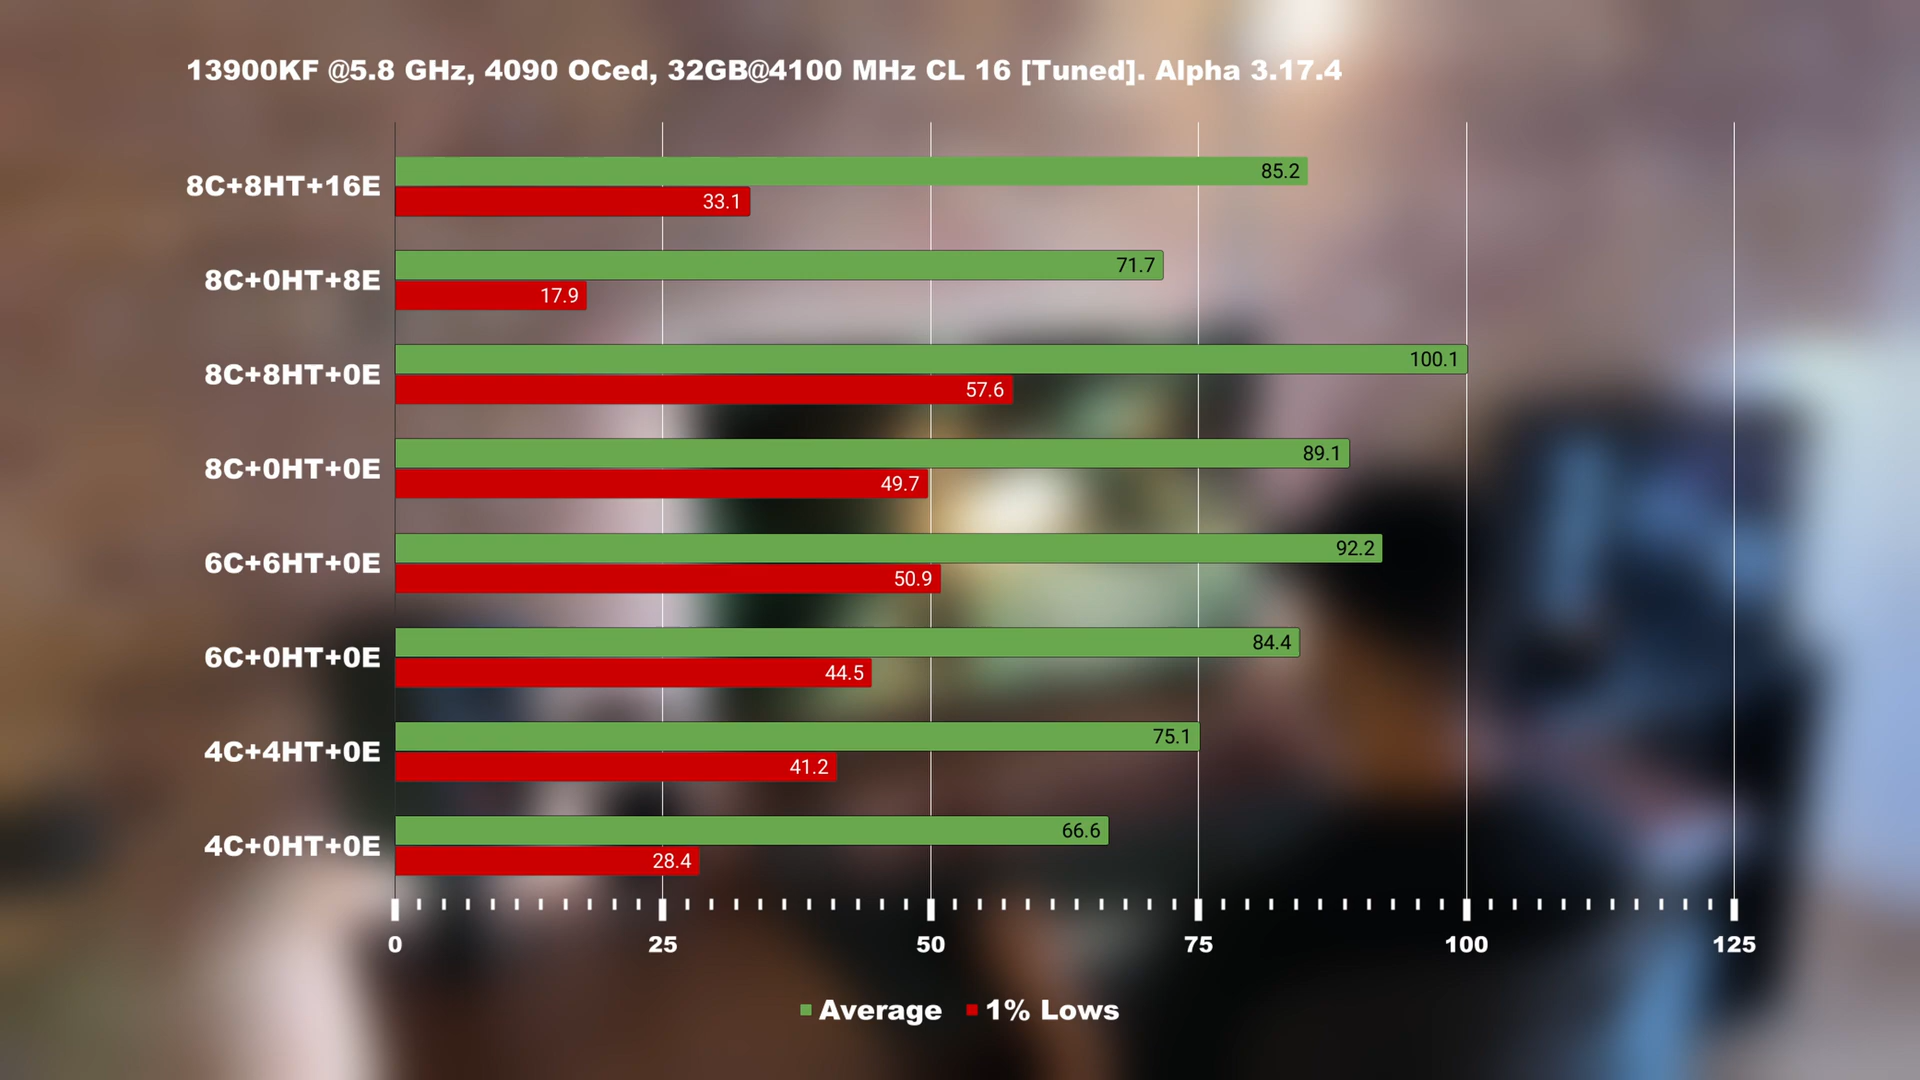 13900KF @5.8 GHz, 4090 OCed, 32GB@4100 MHz CL 16 [Tuned]. Alpha 3.17.4
8C+8HT+16E
85.2
33.1
8C+0HT+8E
71.7
17.9
8C+8HT+0E
100.1
57.6
8C+0HT+0E
89.1
49.7
6C+6HT+0E
92.2
50.9
6C+0HT+0E
84.4
44.5
4C+4HT+0E
75.1
41.2
4C+0HT+0E
66.6
28.4
0 25 50 75 100 125
Average 1% Lows